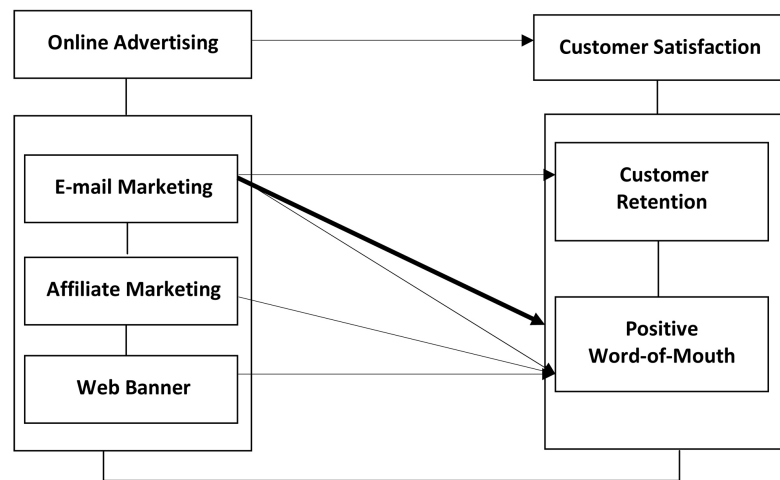 Online Advertising
Customer Satisfaction
E-mail Marketing
Customer
Retention
Affiliate Marketing
Positive
Word-of-Mouth
Web Banner